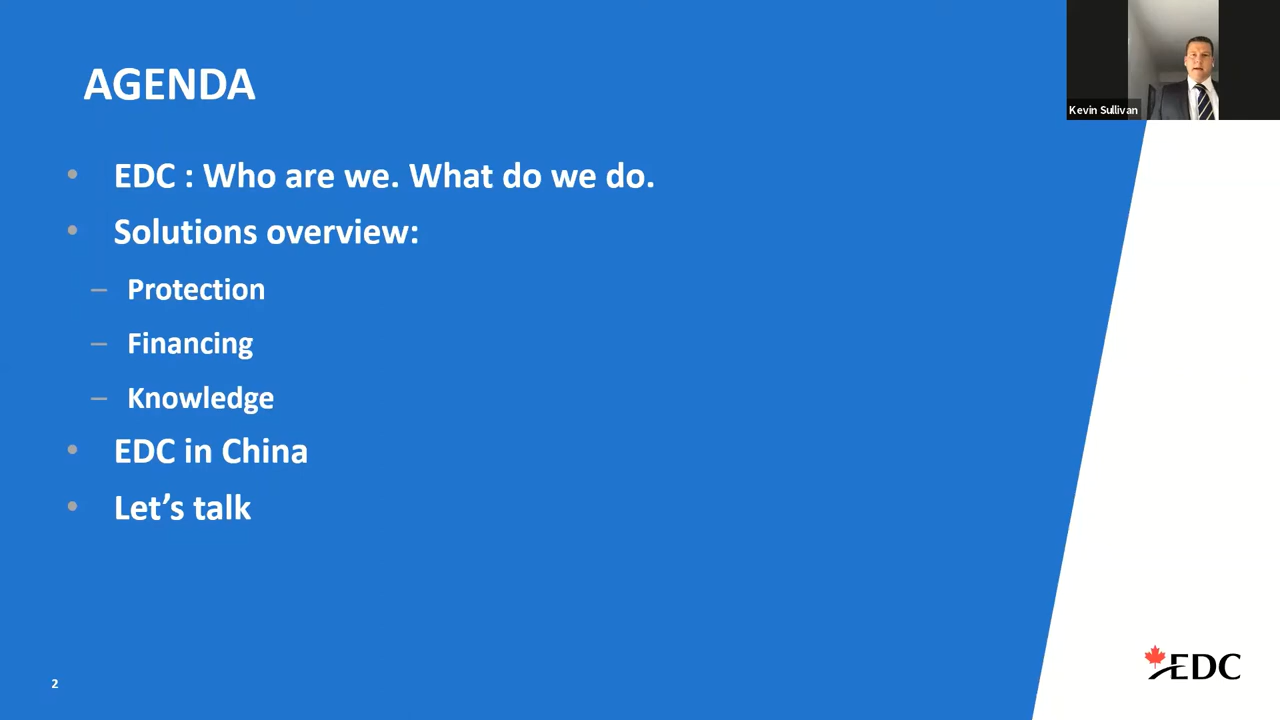 AGENDA
Kevin Sullivan
• EDC : Who are we. What do we do.
• Solutions overview:
– Protection
– Financing
– Knowledge
• EDC in China
• Let’s talk
EDC
2